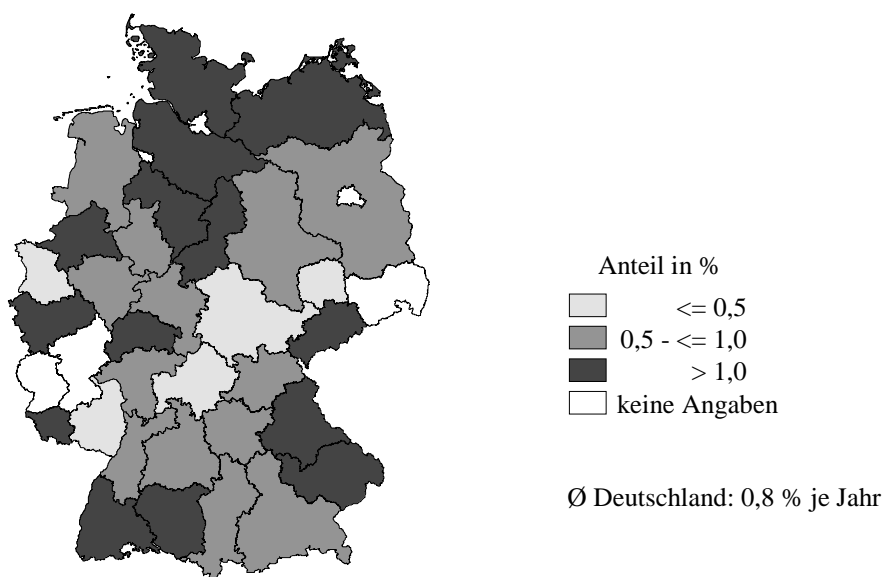 Anteil in %
<= 0,5
0,5 - <= 1,0
> 1,0
keine Angaben
Ø Deutschland: 0,8 % je Jahr